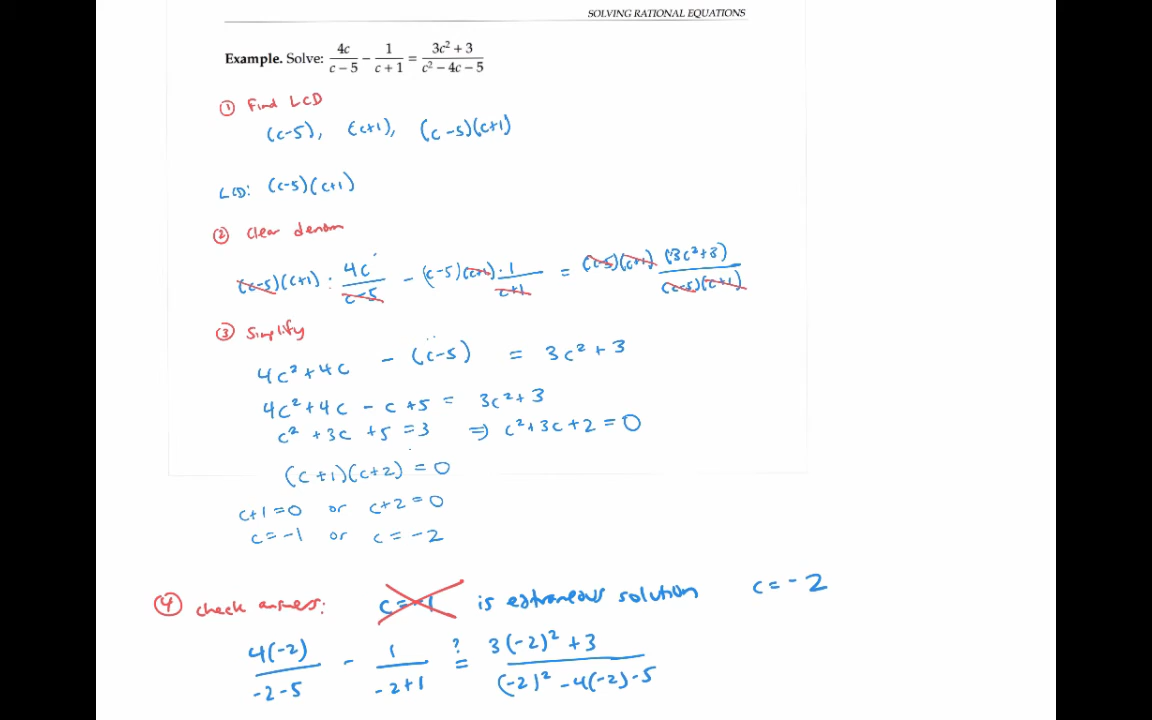 SOLVING RATIONAL EQUATIONS
Example. Solve: 4c/(c − 5) − 1/(c + 1) = (3c² + 3)/(c² − 4c − 5)
① Find LCD
(c-5), (c+1), (c-5)(c+1)
LCD: (c-5)(c+1)
② Clear denom
(c-5)(c+1) · 4c/(c-5) - (c-5)(c+1) · 1/(c+1) = (c-5)(c+1) (3c²+3)/((c-5)(c+1))
③ Simplify
4c² + 4c - (c-5) = 3c² + 3
4c² + 4c - c + 5 = 3c² + 3
c² + 3c + 5 = 3 ⇒ c² + 3c + 2 = 0
(c+1)(c+2) = 0
c+1 = 0 or c+2 = 0
c = -1 or c = -2
④ check answers: c = -1 is extraneous solution c = -2
4(-2)/(-2-5) - 1/(-2+1) ?= (3(-2)² + 3)/((-2)² - 4(-2) - 5)